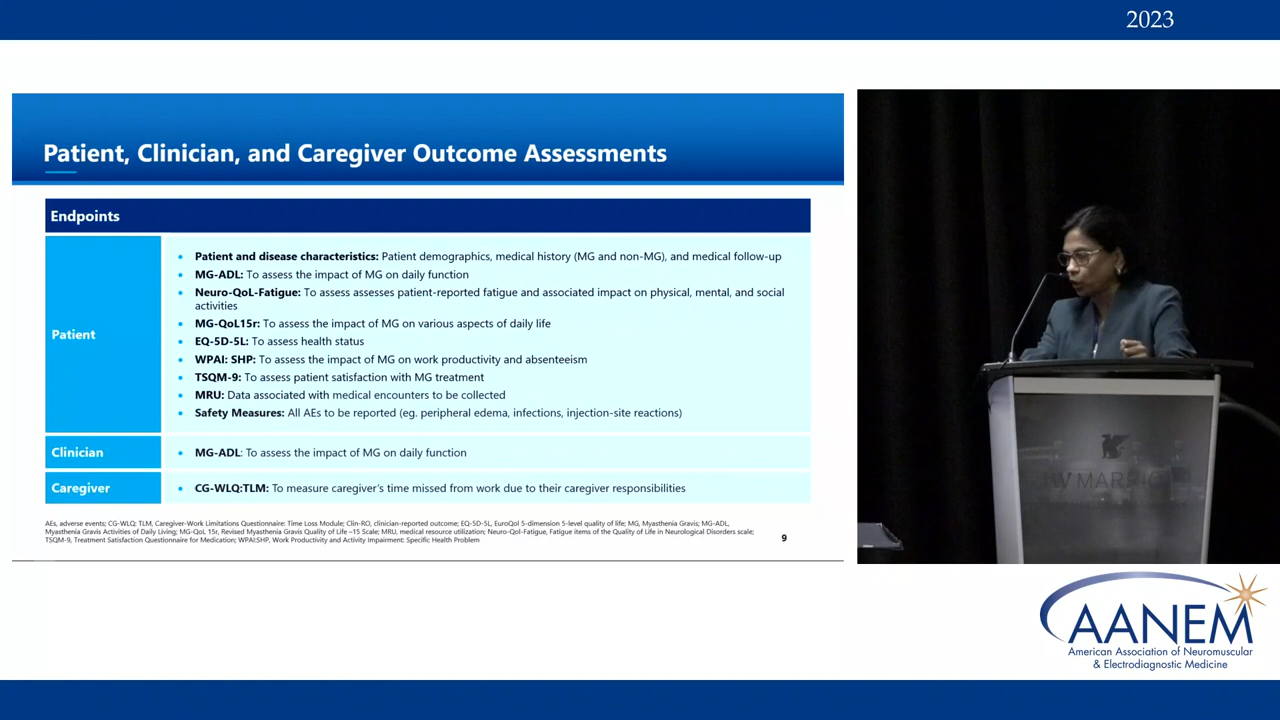 2023
Patient, Clinician, and Caregiver Outcome Assessments
Endpoints
Patient
• Patient and disease characteristics: Patient demographics, medical history (MG and non-MG), and medical follow-up
• MG-ADL: To assess the impact of MG on daily function
• Neuro-QoL-Fatigue: To assess assesses patient-reported fatigue and associated impact on physical, mental, and social
activities
• MG-QoL15r: To assess the impact of MG on various aspects of daily life
• EQ-5D-5L: To assess health status
• WPAI: SHP: To assess the impact of MG on work productivity and absenteeism
• TSQM-9: To assess patient satisfaction with MG treatment
• MRU: Data associated with medical encounters to be collected
• Safety Measures: All AEs to be reported (eg. peripheral edema, infections, injection-site reactions)
Clinician
• MG-ADL: To assess the impact of MG on daily function
Caregiver
• CG-WLQ:TLM: To measure caregiver's time missed from work due to their caregiver responsibilities
AEs, adverse events; CG-WLQ: TLM, Caregiver-Work Limitations Questionnaire: Time Loss Module; Clin-RO, clinician-reported outcome; EQ-5D-5L, EuroQol 5-dimension 5-level quality of life; MG, Myasthenia Gravis; MG-ADL,
Myasthenia Gravis Activities of Daily Living; MG-QoL 15r, Revised Myasthenia Gravis Quality of Life –15 Scale; MRU, medical resource utilization; Neuro-Qol-Fatigue, Fatigue items of the Quality of Life in Neurological Disorders scale;
TSQM-9, Treatment Satisfaction Questionnaire for Medication; WPAI:SHP, Work Productivity and Activity Impairment: Specific Health Problem
9
AANEM
American Association of Neuromuscular
& Electrodiagnostic Medicine